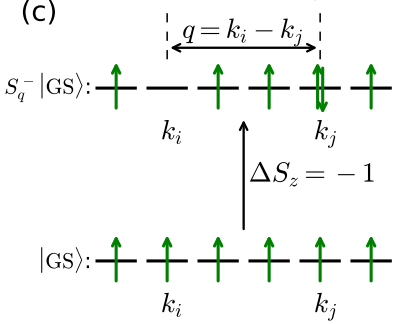 (c)
q = k_i − k_j
S_q^− |GS⟩:
k_i k_j
ΔS_z = −1
|GS⟩:
k_i k_j